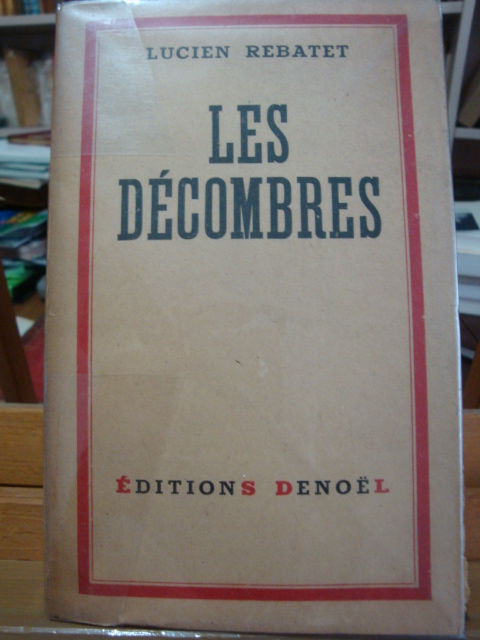 LUCIEN REBATET
LES
DÉCOMBRES
ÉDITIONS DENOËL